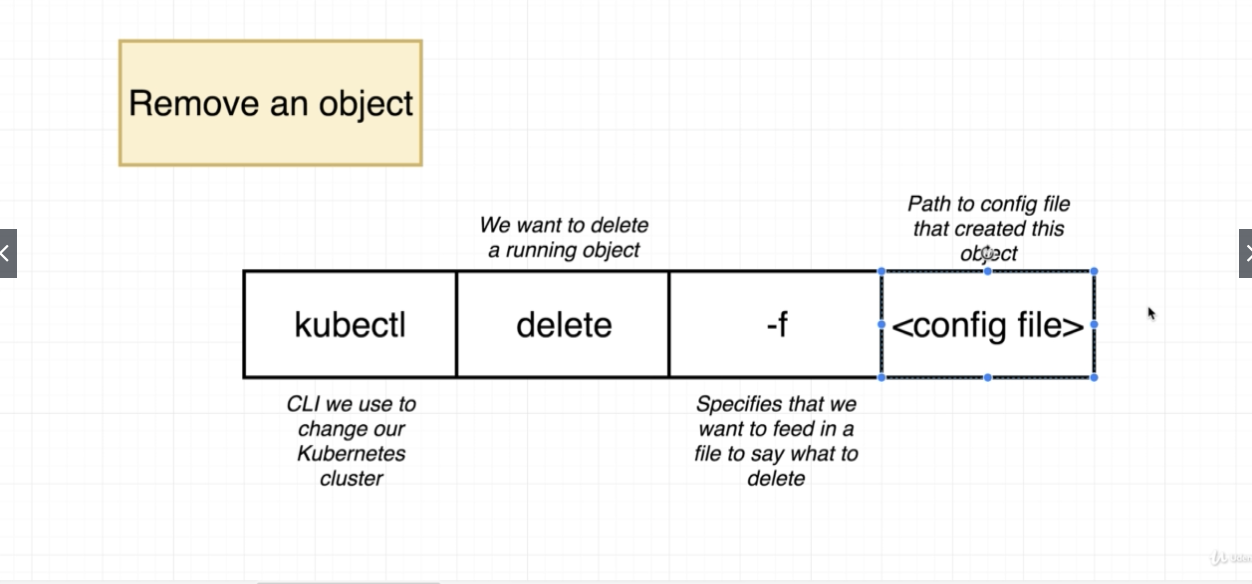 Remove an object
We want to delete
a running object
Path to config file
that created this
object
kubectl
delete
-f
<config file>
CLI we use to
change our
Kubernetes
cluster
Specifies that we
want to feed in a
file to say what to
delete